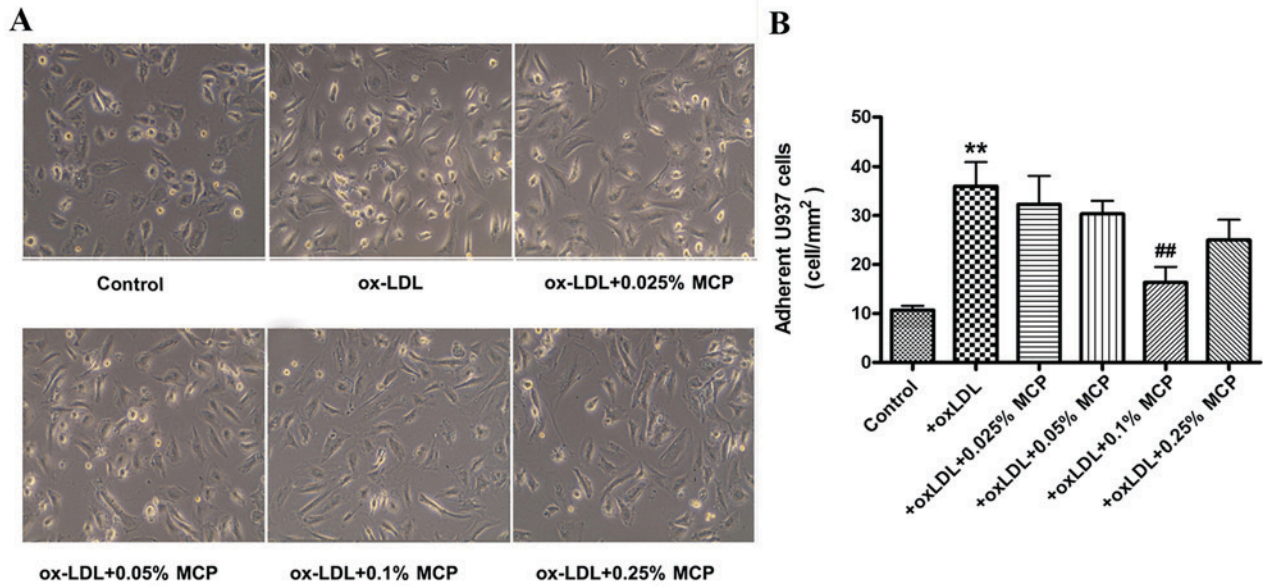 A
Control
ox-LDL
ox-LDL+0.025% MCP
ox-LDL+0.05% MCP
ox-LDL+0.1% MCP
ox-LDL+0.25% MCP
B
Adherent U937 cells
(cell/mm²)
50
40
30
20
10
0
**
##
Control
+oxLDL
+oxLDL+0.025% MCP
+oxLDL+0.05% MCP
+oxLDL+0.1% MCP
+oxLDL+0.25% MCP